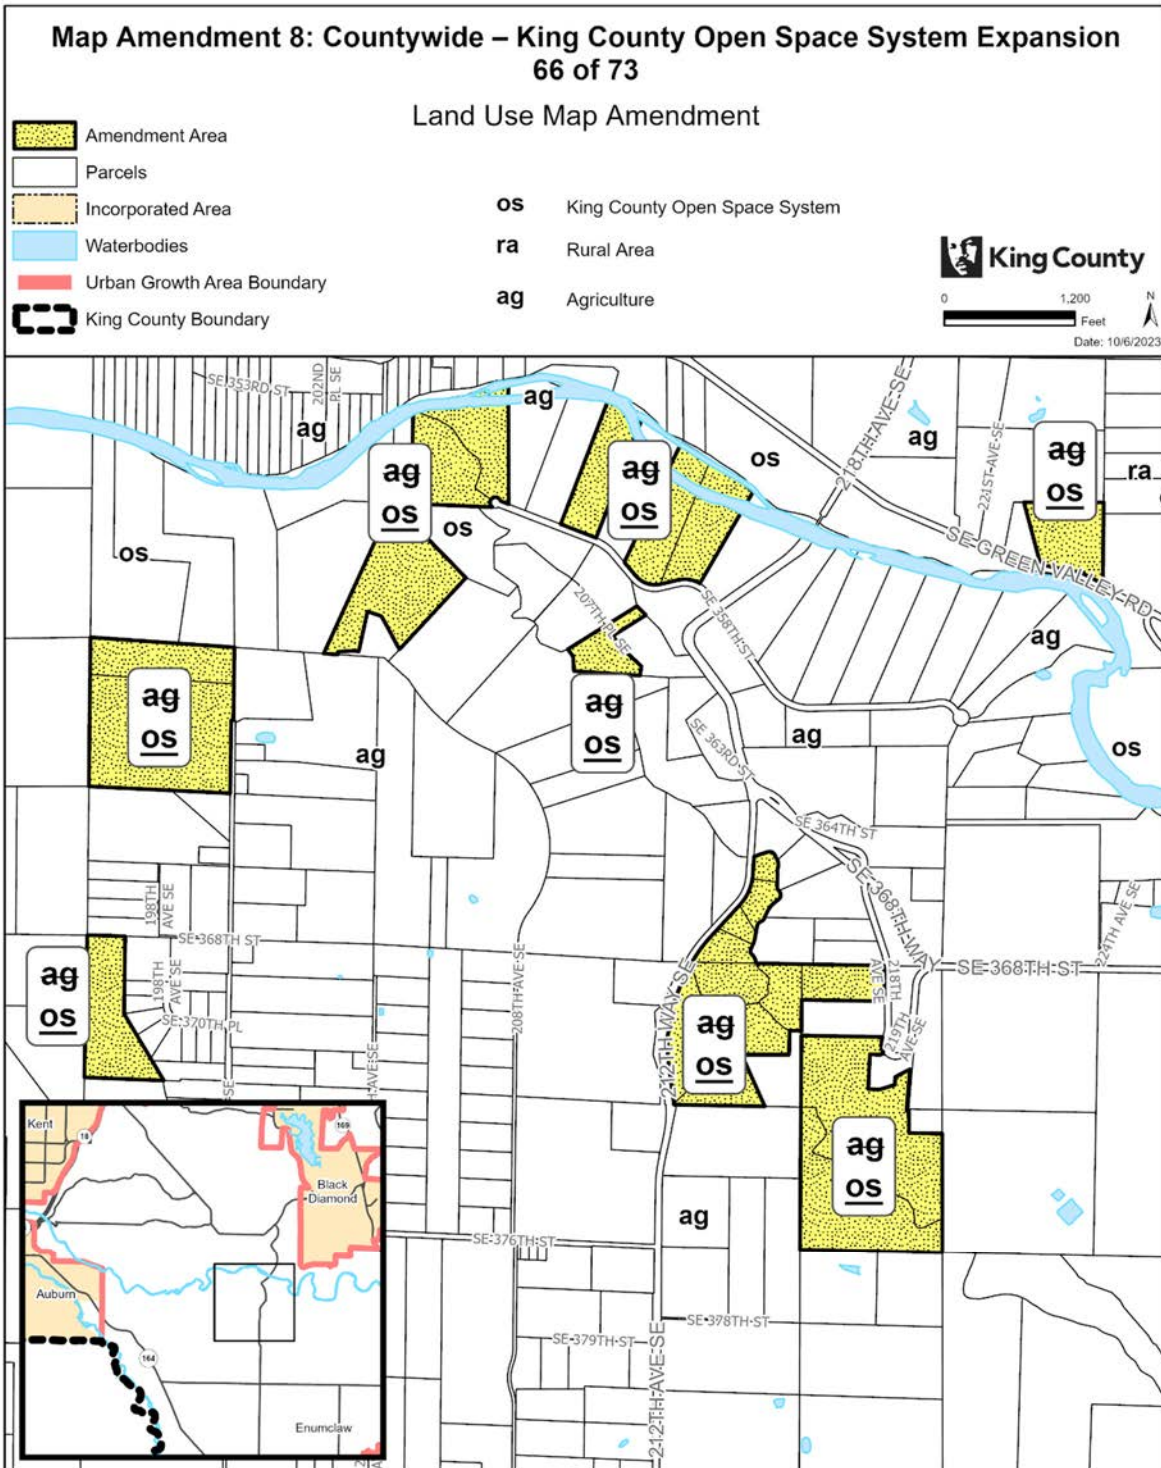 Map Amendment 8: Countywide – King County Open Space System Expansion
66 of 73
Land Use Map Amendment
Amendment Area
Parcels
Incorporated Area
Waterbodies
Urban Growth Area Boundary
King County Boundary
os King County Open Space System
ra Rural Area
ag Agriculture
King County
0 1,200
Feet
N
Date: 10/6/2023
SE 353RD ST
202ND
PL SE
ag
ag
ag
os
os
os
ag
os
os
218TH AVE SE
ag
221ST AVE SE
ag
os
ra
SE GREEN VALLEY RD
207TH PL SE
SE 358TH ST
ag
ag
os
ag
os
ag
SE 363RD ST
ag
os
SE 364TH ST
SE 368TH WAY
198TH
AVE SE
SE 368TH ST
198TH
AVE SE
SE 370TH PL
ag
os
SE
H AVE SE
208TH AVE SE
212TH WAY SE
ag
os
218TH
AVE SE
219TH
AVE SE
SE 368TH ST
224TH AVE SE
ag
os
ag
SE 376TH ST
SE 378TH ST
SE 379TH ST
212TH AVE SE
Kent
18
169
Black
Diamond
Auburn
164
Enumclaw